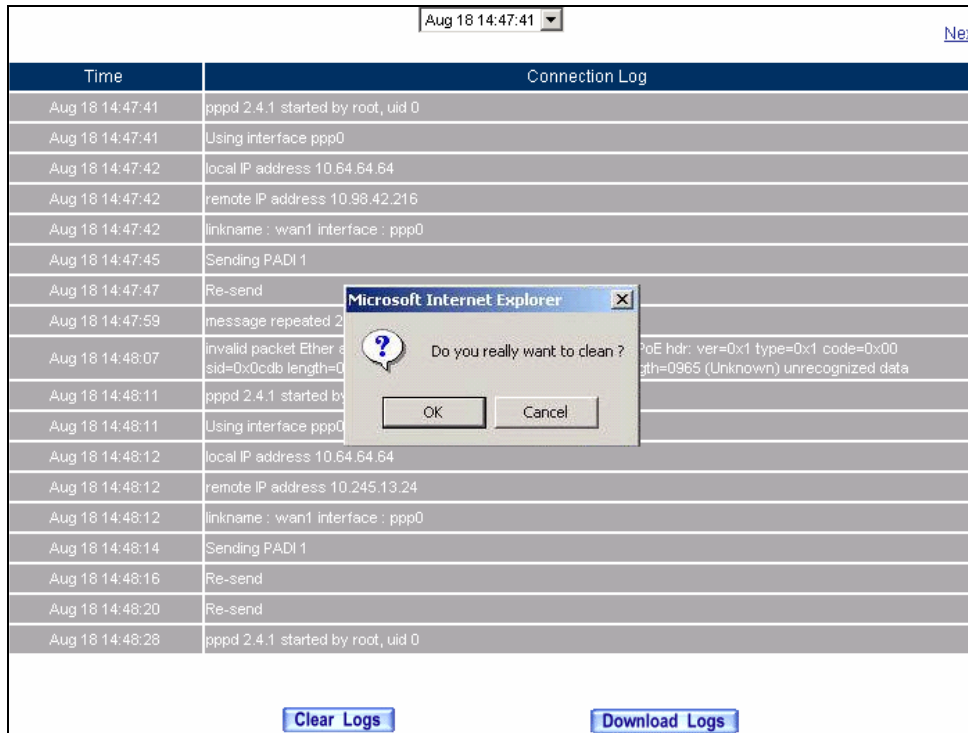 Aug 18 14:47:41
Time Connection Log
Aug 18 14:47:41 pppd 2.4.1 started by root, uid 0
Aug 18 14:47:41 Using interface ppp0
Aug 18 14:47:42 local IP address 10.64.64.64
Aug 18 14:47:42 remote IP address 10.98.42.216
Aug 18 14:47:42 linkname : wan1 interface : ppp0
Aug 18 14:47:45 Sending PADI 1
Aug 18 14:47:47 Re-send
Microsoft Internet Explorer
Aug 18 14:47:59 message repeated 2
Do you really want to clean ?
Aug 18 14:48:07 invalid packet Ether hdr: ver=0x1 type=0x1 code=0x00
sid=0x0cdb (Unknown) unrecognized data
Aug 18 14:48:11 pppd 2.4.1 started by
OK Cancel
Aug 18 14:48:11 Using interface ppp0
Aug 18 14:48:12 local IP address 10.64.64.64
Aug 18 14:48:12 remote IP address 10.245.13.24
Aug 18 14:48:12 linkname : wan1 interface : ppp0
Aug 18 14:48:14 Sending PADI 1
Aug 18 14:48:16 Re-send
Aug 18 14:48:20 Re-send
Aug 18 14:48:28 pppd 2.4.1 started by root, uid 0
Clear Logs Download Logs